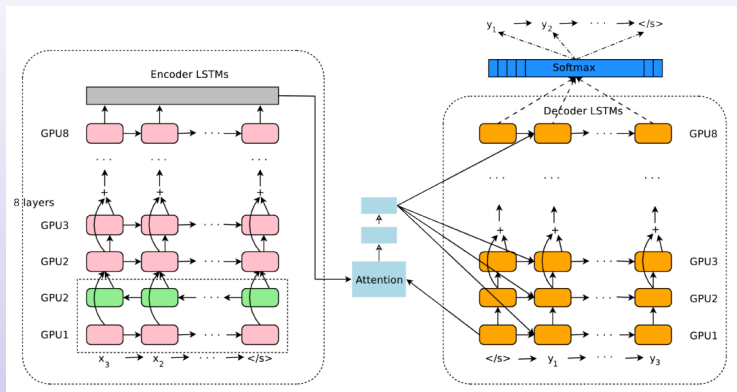 y1 y2 · · · </s>
Softmax
Encoder LSTMs
Decoder LSTMs
GPU8
GPU8
· · ·
· · ·
· · ·
· · ·
· · ·
· · ·
· · ·
· · ·
+ + +
8 layers
GPU3
· · ·
+ + +
GPU2
· · ·
· · ·
GPU3
Attention
GPU2
· · ·
· · ·
GPU2
GPU1
· · ·
· · ·
GPU1
x3 x2 · · · </s>
</s> y1 · · · y3